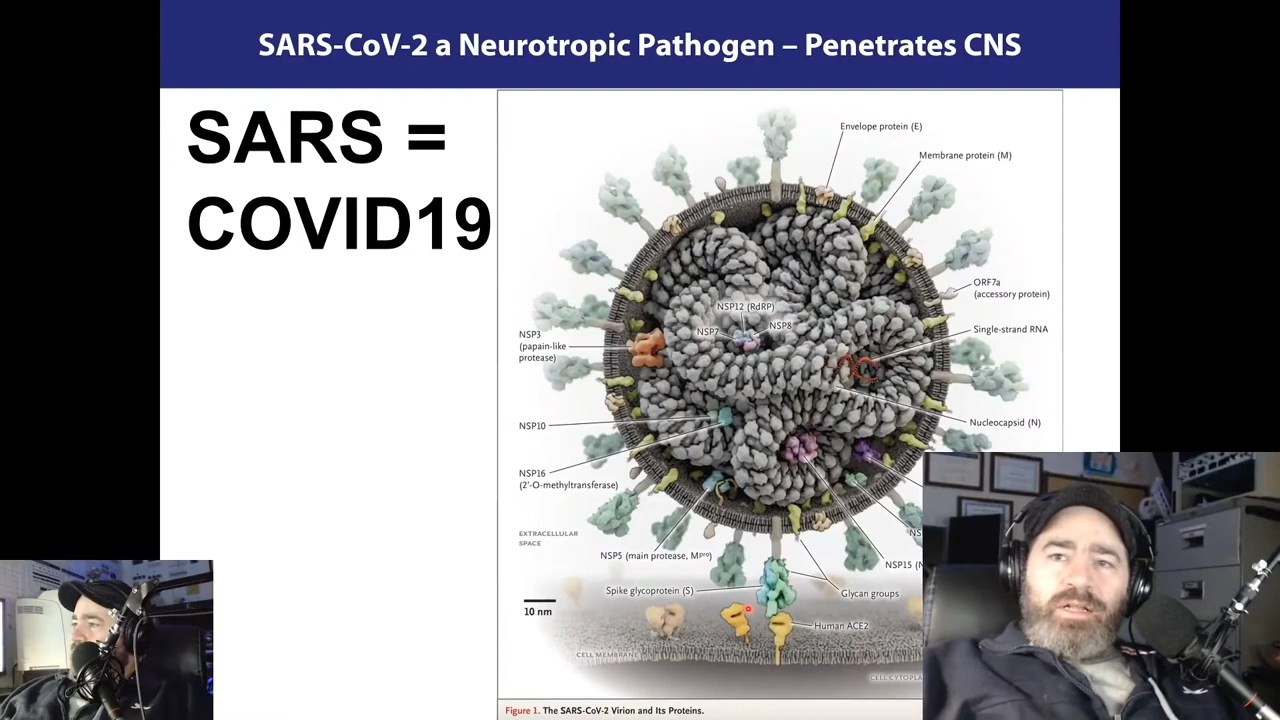 SARS-CoV-2 a Neurotropic Pathogen – Penetrates CNS
SARS =
COVID19
Envelope protein (E)
Membrane protein (M)
ORF7a
(accessory protein)
Single-strand RNA
NSP12 (RdRP)
NSP7
NSP8
NSP3
(papain-like
protease)
Nucleocapsid (N)
NSP10
NSP16
(2'-O-methyltransferase)
EXTRACELLULAR
SPACE
NSP5 (main protease, Mᵖʳᵒ)
NSP15
Spike glycoprotein (S)
Glycan groups
10 nm
Human ACE2
CELL MEMBRANE
Figure 1. The SARS-CoV-2 Virion and Its Proteins.